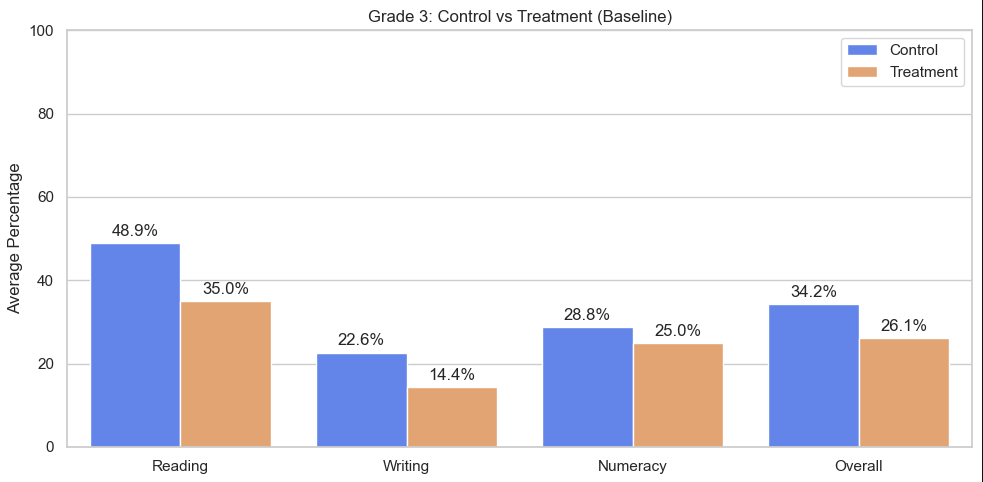 Grade 3: Control vs Treatment (Baseline)
Control
Treatment
Average Percentage
100
80
60
40
20
0
48.9%
35.0%
22.6%
14.4%
28.8%
25.0%
34.2%
26.1%
Reading
Writing
Numeracy
Overall